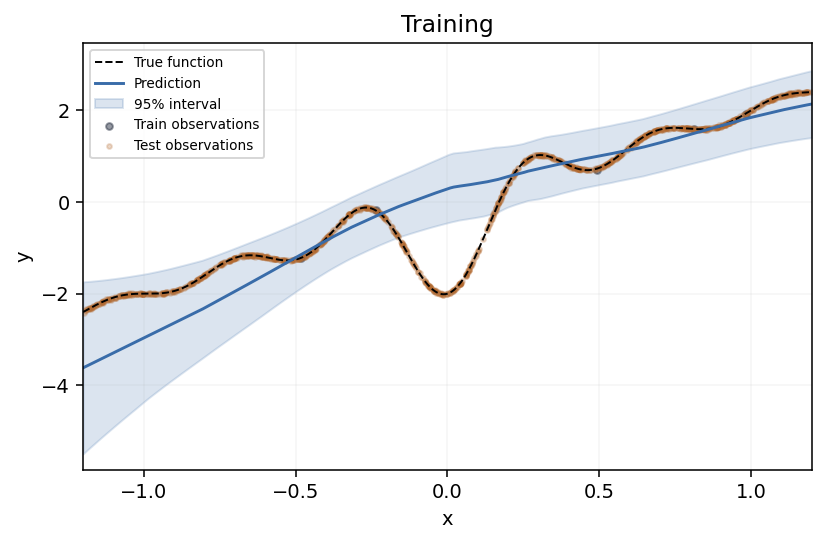 Training
True function
Prediction
95% interval
Train observations
Test observations
2
0
−2
−4
y
−1.0
−0.5
0.0
0.5
1.0
x